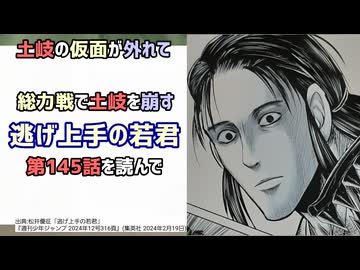 土岐の仮面が外れて
総力戦で土岐を崩す
逃げ上手の若君
第145話を読んで
出典:松井優征「逃げ上手の若君」
『週刊少年ジャンプ 2024年12号316頁』(集英社 2024年2月19日)